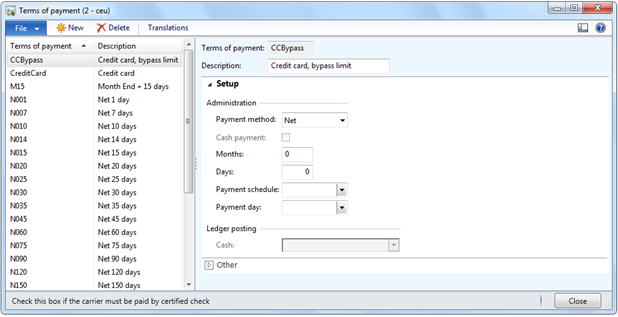 Terms of payment (2 - ceu)
File New Delete Translations
Terms of payment Description
CCBypass Credit card, bypass limit
CreditCard Credit card
M15 Month End + 15 days
N001 Net 1 day
N007 Net 7 days
N010 Net 10 days
N014 Net 14 days
N015 Net 15 days
N020 Net 20 days
N025 Net 25 days
N030 Net 30 days
N035 Net 35 days
N045 Net 45 days
N060 Net 60 days
N075 Net 75 days
N090 Net 90 days
N120 Net 120 days
N150 Net 150 days
Terms of payment: CCBypass
Description: Credit card, bypass limit
Setup
Administration
Payment method: Net
Cash payment:
Months: 0
Days: 0
Payment schedule:
Payment day:
Ledger posting
Cash:
Other
Check this box if the carrier must be paid by certified check
Close